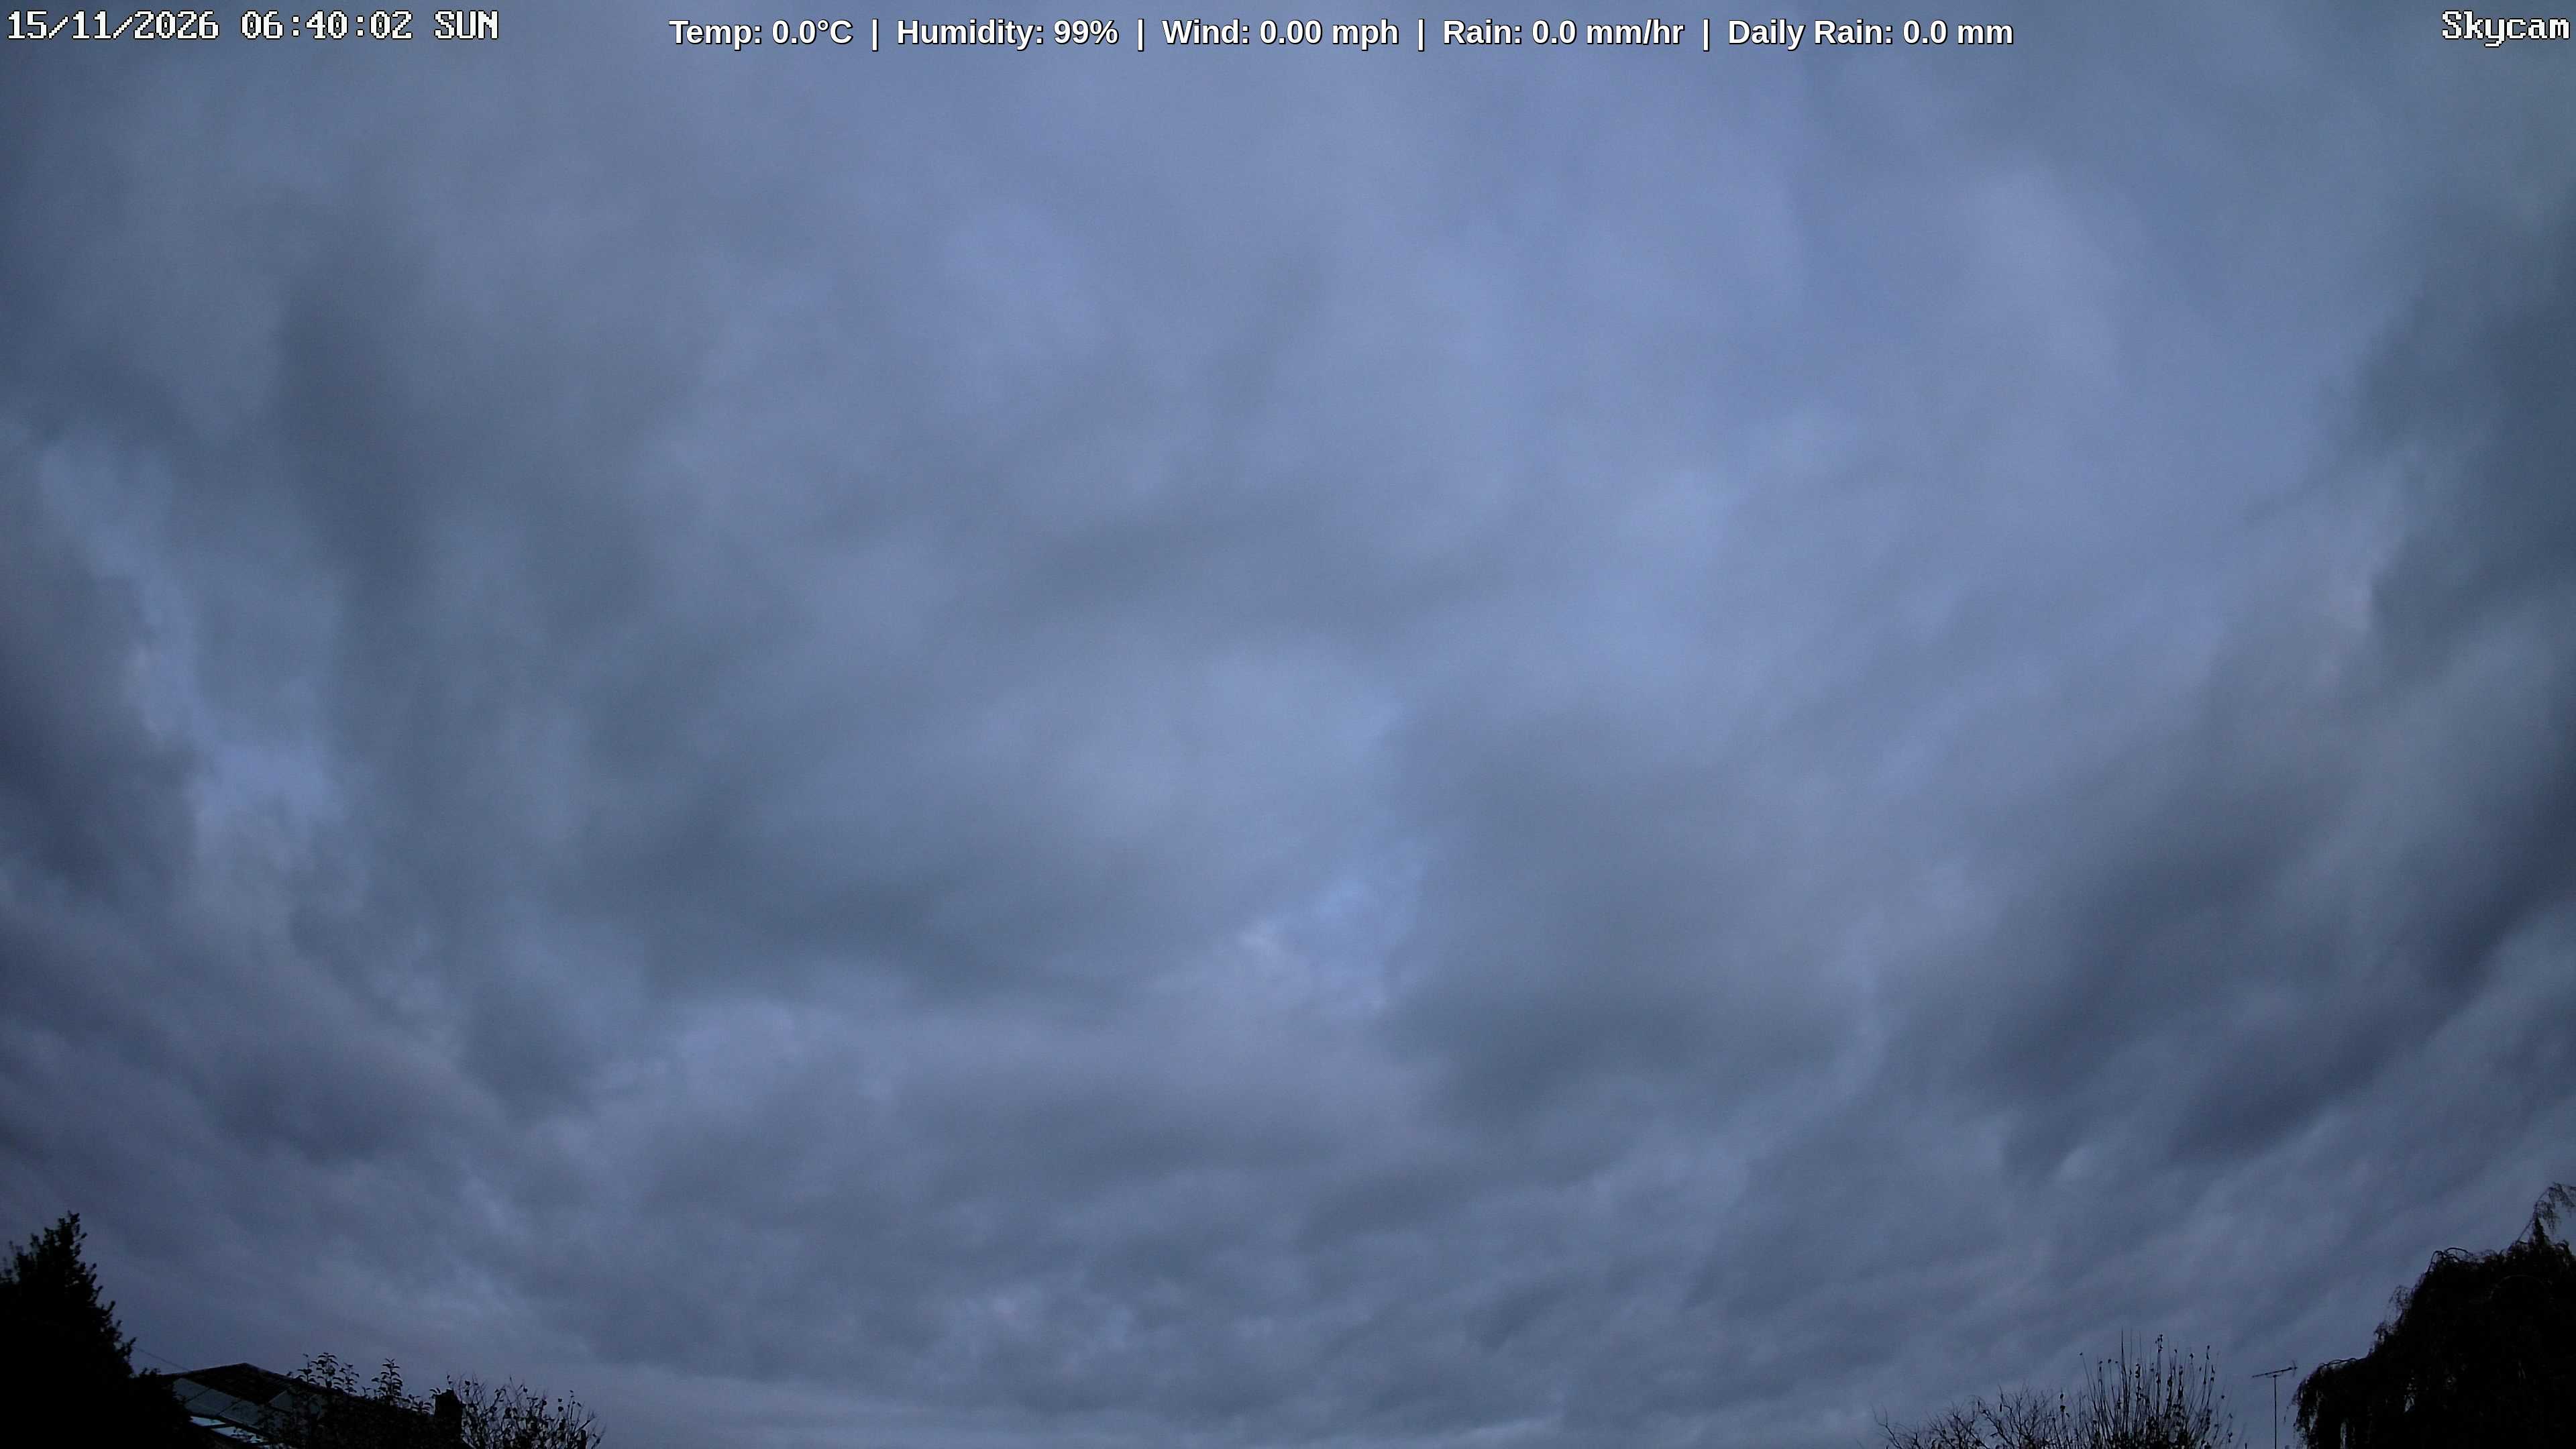 15/11/2026 06:40:02 SUN
Temp: 0.0°C | Humidity: 99% | Wind: 0.00 mph | Rain: 0.0 mm/hr | Daily Rain: 0.0 mm
Skycam